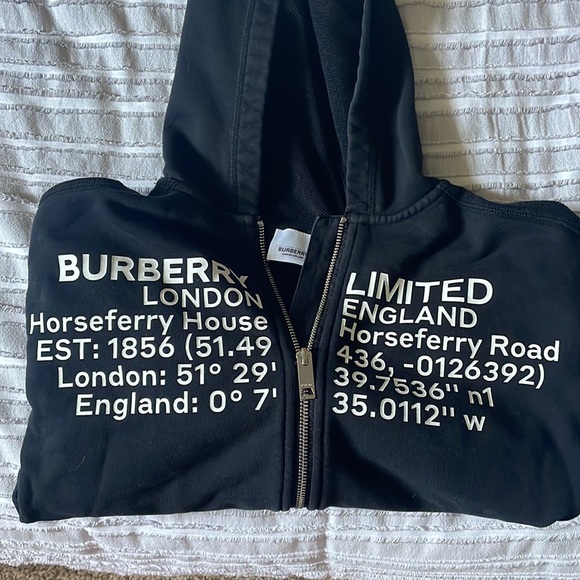 BURBERRY LIMITED
LONDON ENGLAND
Horseferry House Horseferry Road
EST: 1856 (51.49 436, -0126392)
London: 51° 29' 39.7536'' n1
England: 0° 7' 35.0112'' w
BURBERRY